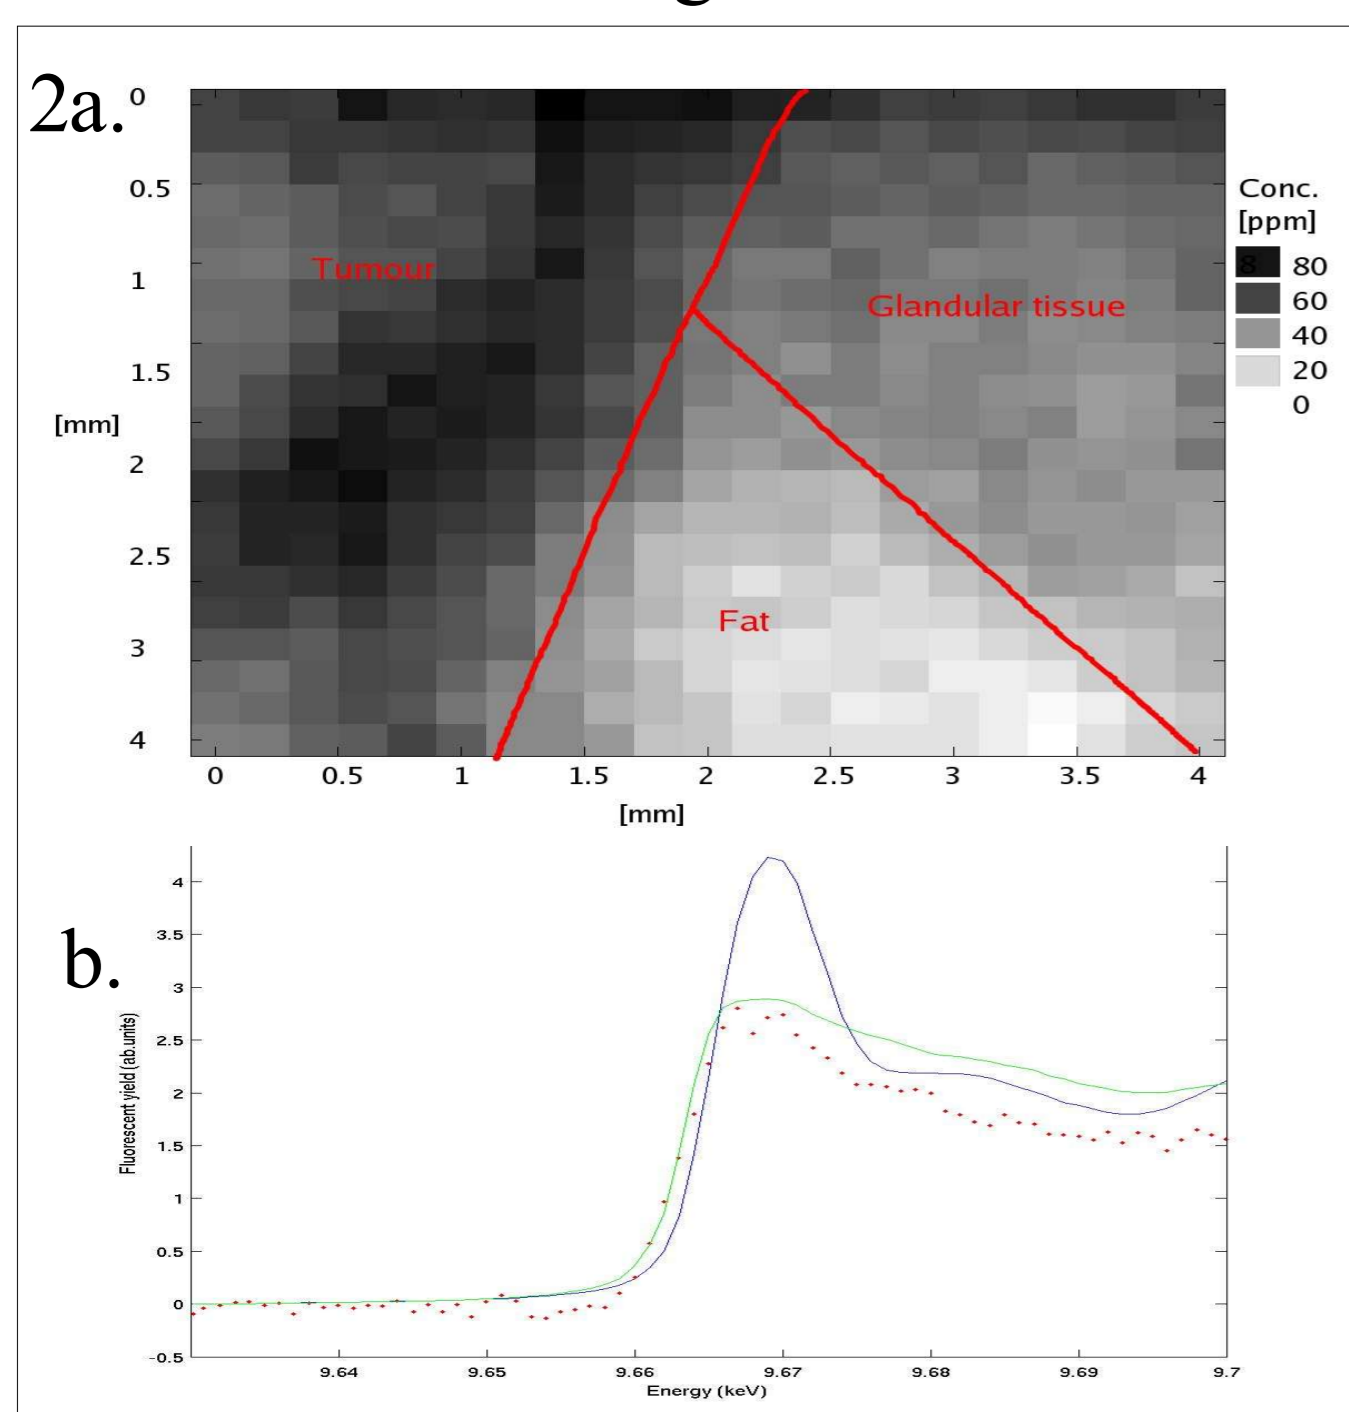 2a.
0
0.5
1
1.5
2
2.5
3
4
[mm]
Tumour
Glandular tissue
Fat
Conc.
[ppm]
8 80
60
40
20
0
0 0.5 1 1.5 2 2.5 3 3.5 4
[mm]
b.
4
3.5
3
2.5
2
1.5
1
0.5
0
-0.5
Fluorescent yield (ab.units)
9.64 9.65 9.66 9.67 9.68 9.69 9.7
Energy (keV)